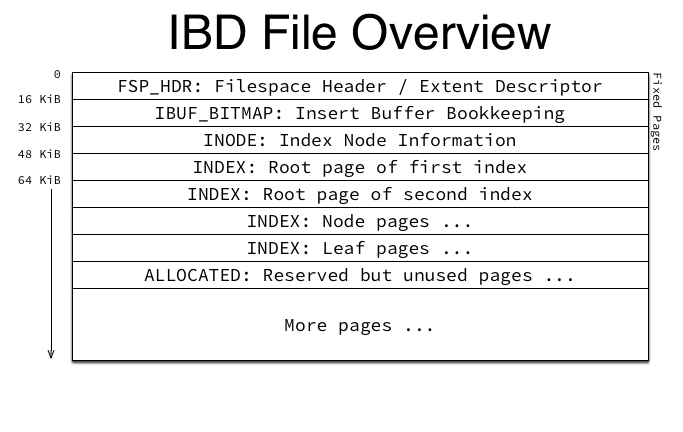 IBD File Overview
0
FSP_HDR: Filespace Header / Extent Descriptor
Fixed Pages
16 KiB
IBUF_BITMAP: Insert Buffer Bookkeeping
32 KiB
INODE: Index Node Information
48 KiB
INDEX: Root page of first index
64 KiB
INDEX: Root page of second index
INDEX: Node pages ...
INDEX: Leaf pages ...
ALLOCATED: Reserved but unused pages ...
More pages ...